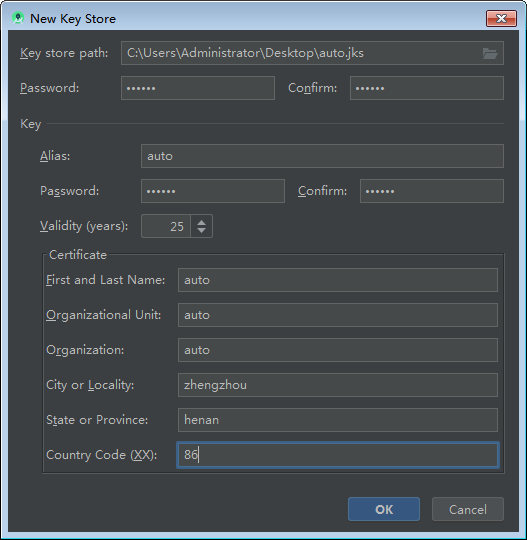 New Key Store
Key store path: C:\Users\Administrator\Desktop\auto.jks
Password: •••••• Confirm: ••••••
Key
Alias: auto
Password: •••••• Confirm: ••••••
Validity (years): 25
Certificate
First and Last Name: auto
Organizational Unit: auto
Organization: auto
City or Locality: zhengzhou
State or Province: henan
Country Code (XX): 86
OK Cancel